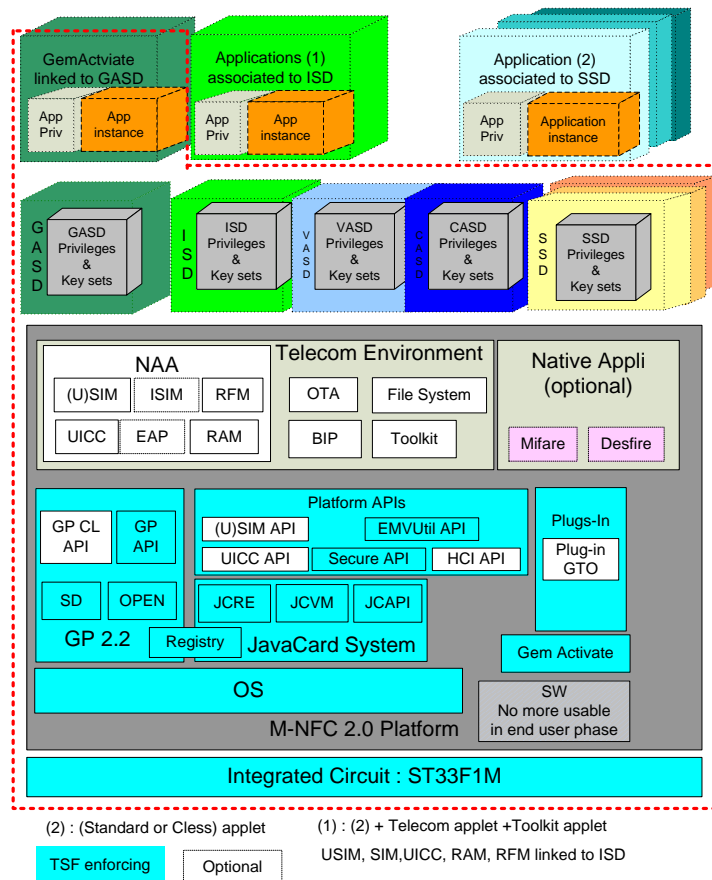 GemActviate
linked to GASD
App
Priv
App
instance
Applications (1)
associated to ISD
App
Priv
App
instance
Application (2)
associated to SSD
App
Priv
Application
instance
GASD
GASD
Privileges
&
Key sets
ISD
ISD
Privileges
&
Key sets
VASD
VASD
Privileges
&
Key sets
CASD
CASD
Privileges
&
Key sets
SSD
SSD
Privileges
&
Key sets
NAA
Telecom Environment
(U)SIM
ISIM
RFM
UICC
EAP
RAM
OTA
File System
BIP
Toolkit
Native Appli
(optional)
Mifare
Desfire
GP CL
API
GP
API
SD
OPEN
GP 2.2
Registry
Platform APIs
(U)SIM API
EMVUtil API
UICC API
Secure API
HCI API
JCRE
JCVM
JCAPI
JavaCard System
Plugs-In
Plug-in
GTO
Gem Activate
OS
SW
No more usable
in end user phase
M-NFC 2.0 Platform
Integrated Circuit : ST33F1M
(2) : (Standard or Cless) applet
(1) : (2) + Telecom applet +Toolkit applet
TSF enforcing
Optional
USIM, SIM,UICC, RAM, RFM linked to ISD